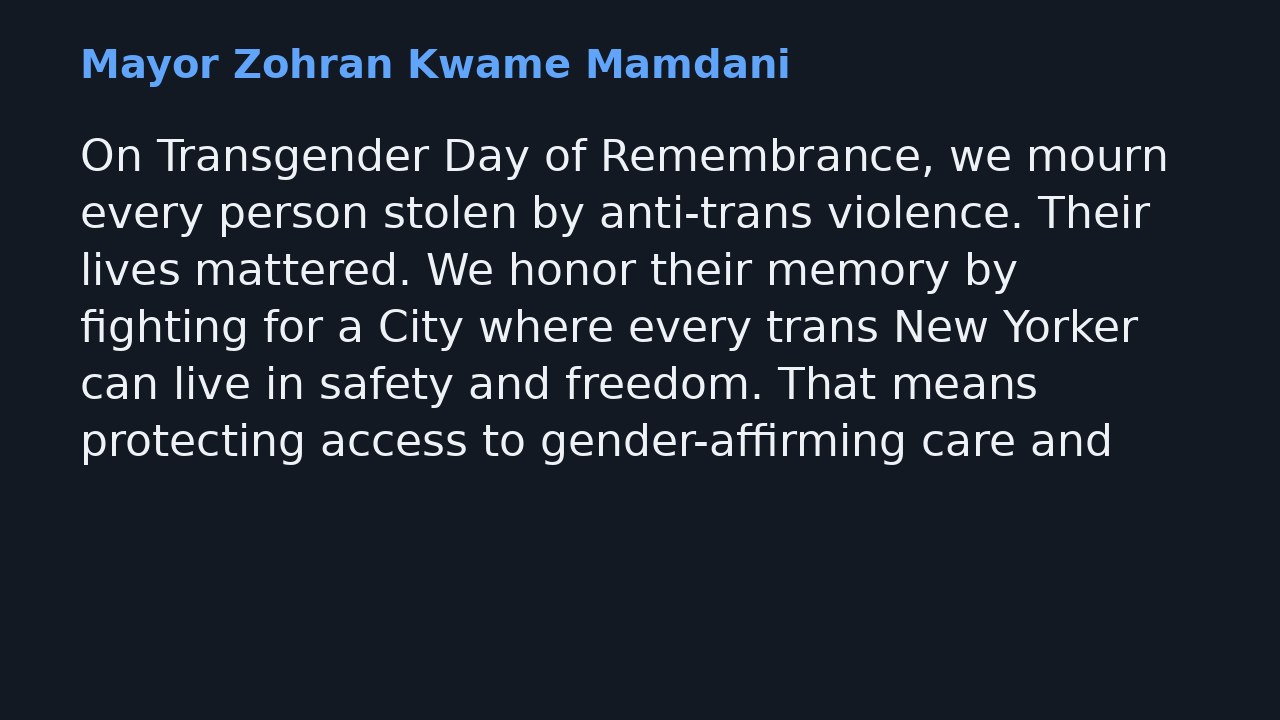 Mayor Zohran Kwame Mamdani
On Transgender Day of Remembrance, we mourn
every person stolen by anti-trans violence. Their
lives mattered. We honor their memory by
fighting for a City where every trans New Yorker
can live in safety and freedom. That means
protecting access to gender-affirming care and